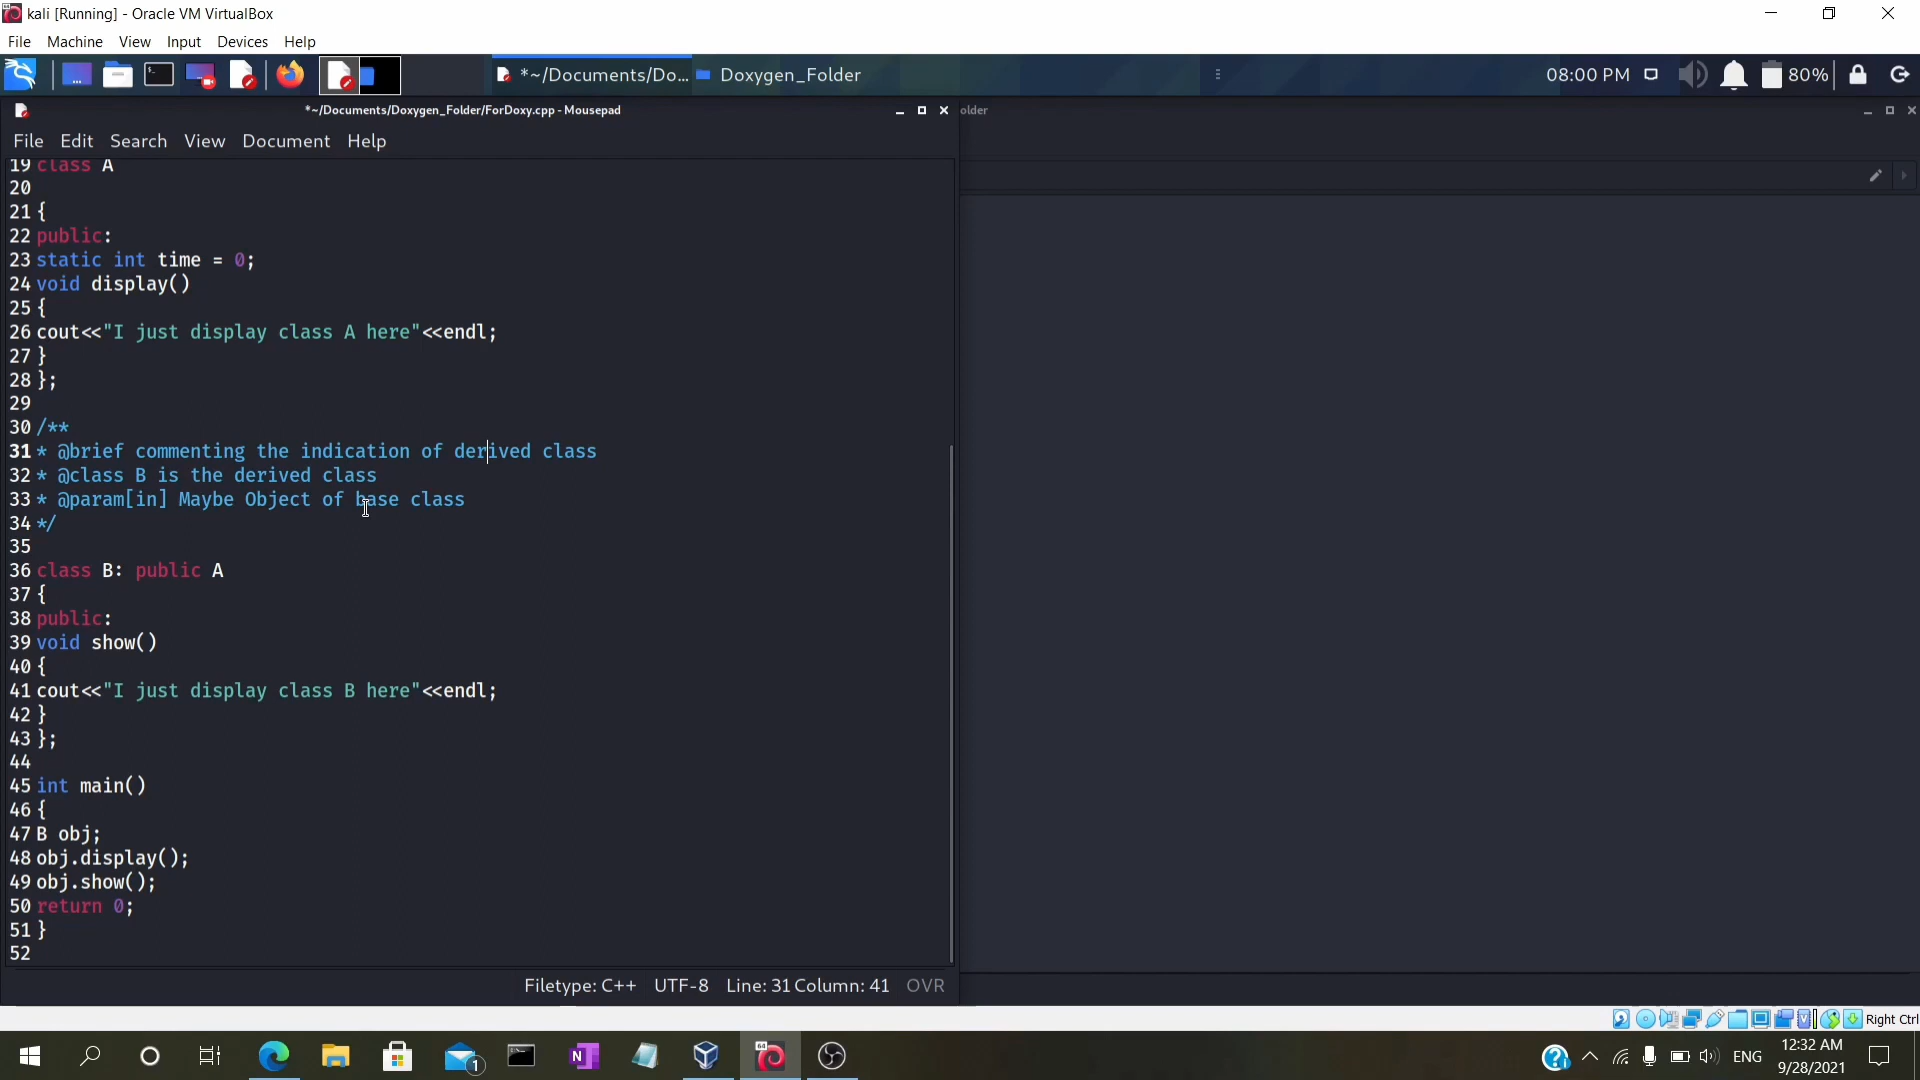 kali [Running] - Oracle VM VirtualBox
File Machine View Input Devices Help
*~/Documents/Do... Doxygen_Folder 08:00 PM 80%
*~/Documents/Doxygen_Folder/ForDoxy.cpp - Mousepad
older
File Edit Search View Document Help
19 class A
20
21 {
22 public:
23 static int time = 0;
24 void display()
25 {
26 cout<<"I just display class A here"<<endl;
27 }
28 };
29
30 /**
31 * @brief commenting the indication of derived class
32 * @class B is the derived class
33 * @param[in] Maybe Object of base class
34 */
35
36 class B: public A
37 {
38 public:
39 void show()
40 {
41 cout<<"I just display class B here"<<endl;
42 }
43 };
44
45 int main()
46 {
47 B obj;
48 obj.display();
49 obj.show();
50 return 0;
51 }
52
Filetype: C++ UTF-8 Line: 31 Column: 41 OVR
Right Ctrl
1 N 64 ENG 12:32 AM
9/28/2021